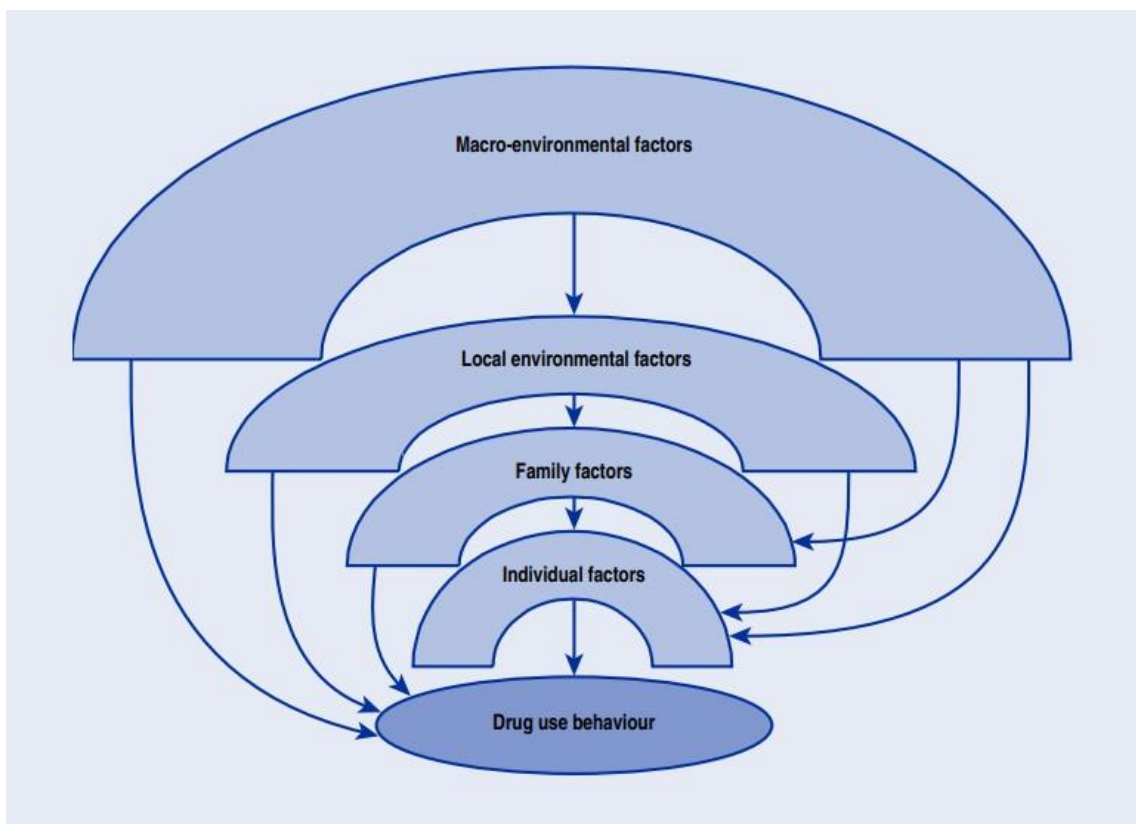 Macro-environmental factors
Local environmental factors
Family factors
Individual factors
Drug use behaviour